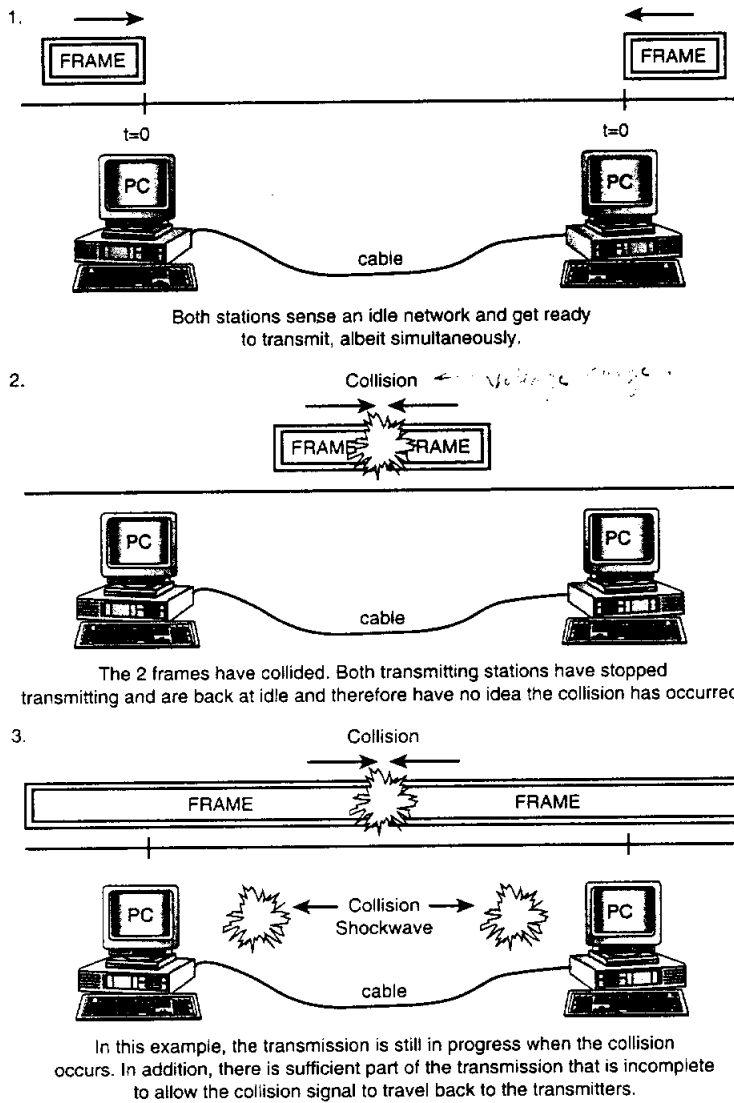 1.
FRAME
FRAME
t=0
t=0
PC
PC
cable
Both stations sense an idle network and get ready
to transmit, albeit simultaneously.
2.
Collision
FRAME
FRAME
PC
PC
cable
The 2 frames have collided. Both transmitting stations have stopped
transmitting and are back at idle and therefore have no idea the collision has occurred
3.
Collision
FRAME
FRAME
PC
Collision
Shockwave
PC
cable
In this example, the transmission is still in progress when the collision
occurs. In addition, there is sufficient part of the transmission that is incomplete
to allow the collision signal to travel back to the transmitters.